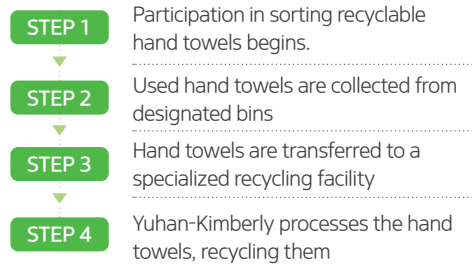 STEP 1
Participation in sorting recyclable
hand towels begins.
STEP 2
Used hand towels are collected from
designated bins
STEP 3
Hand towels are transferred to a
specialized recycling facility
STEP 4
Yuhan-Kimberly processes the hand
towels, recycling them